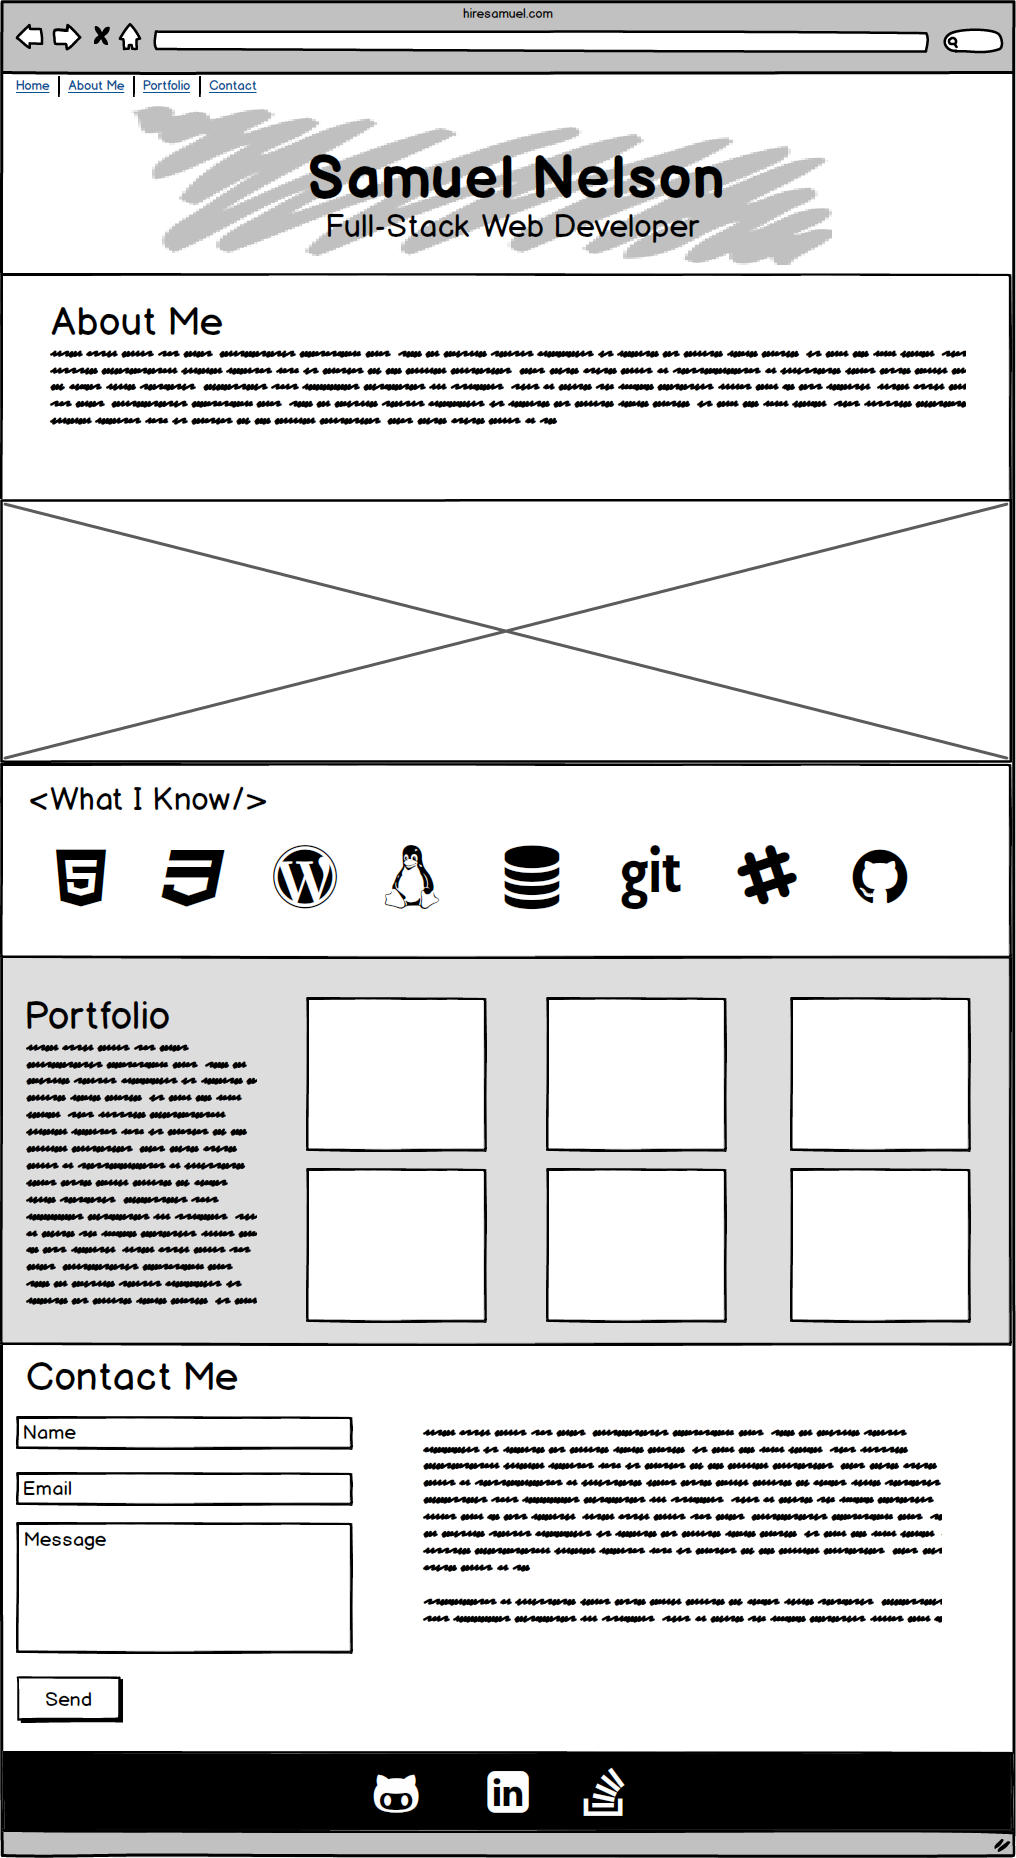 hiresamuel.com
Home
About Me
Portfolio
Contact
Samuel Nelson
Full-Stack Web Developer
About Me
<What I Know/>
git
Portfolio
Contact Me
Name
Email
Message
Send
in